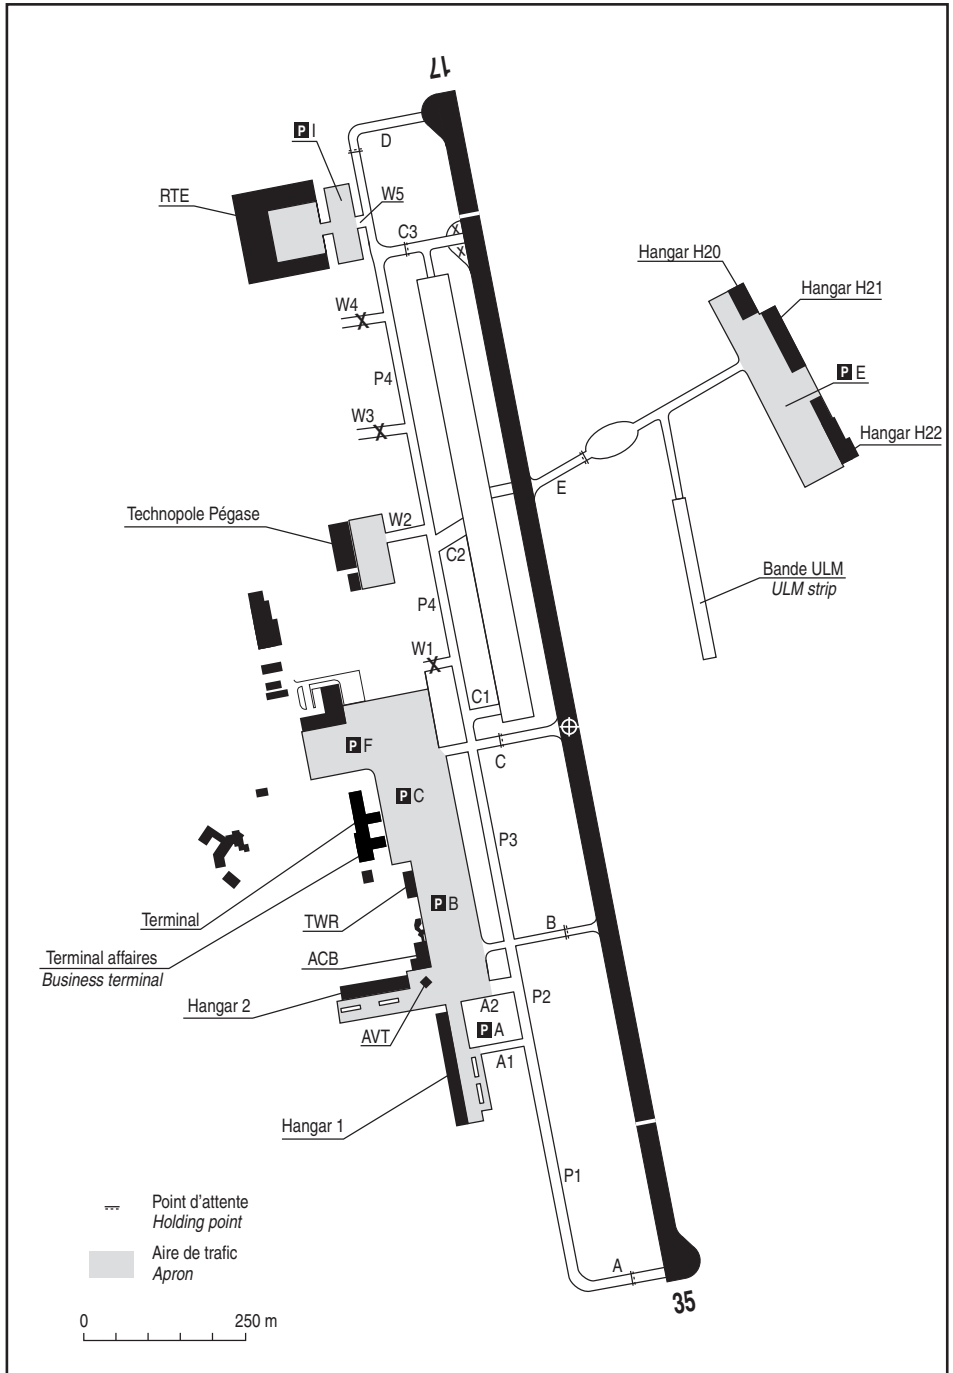 17
D
P I
RTE
W5
C3
Hangar H20
Hangar H21
W4
P4
P E
W3
Hangar H22
E
Technopole Pégase
W2
C2
Bande ULM
ULM strip
P4
W1
C1
P F
C
P C
P3
P B
B
Terminal
TWR
Terminal affaires
Business terminal
ACB
Hangar 2
A2
P2
P A
AVT
A1
Hangar 1
P1
Point d'attente
Holding point
Aire de trafic
Apron
A
35
0 250 m
X
X
X
X
X